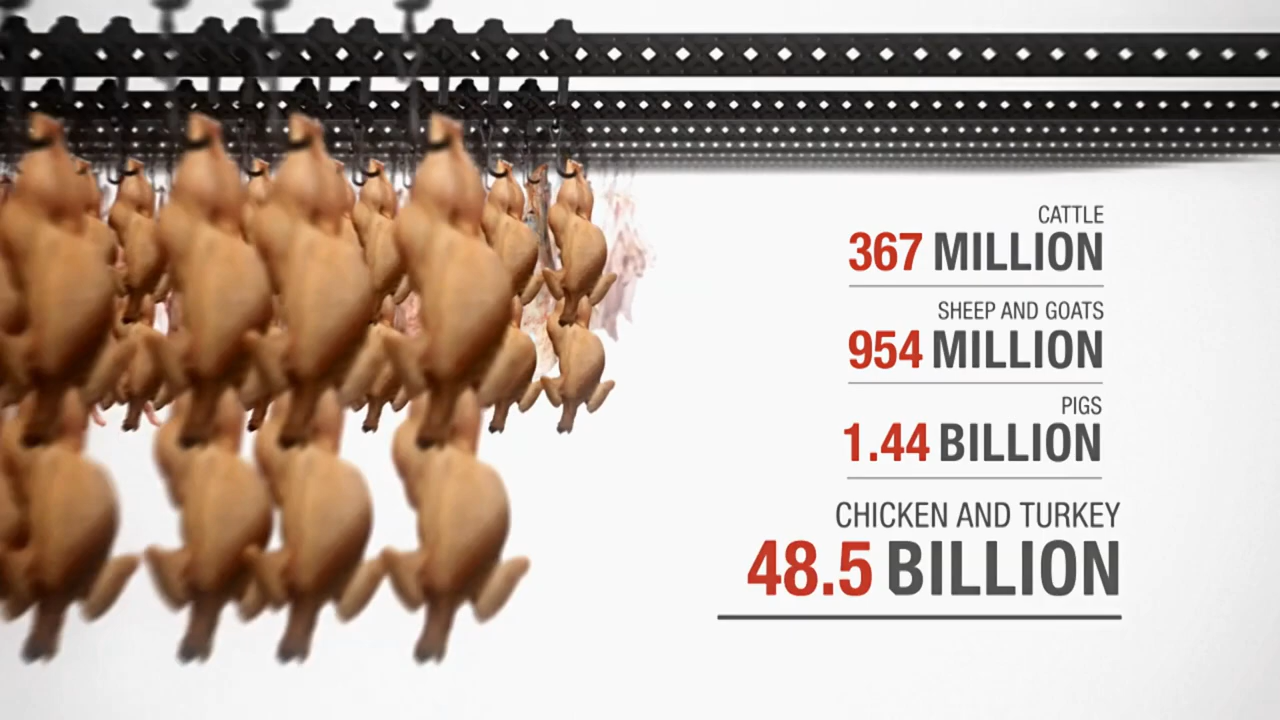 CATTLE
367 MILLION
SHEEP AND GOATS
954 MILLION
PIGS
1.44 BILLION
CHICKEN AND TURKEY
48.5 BILLION